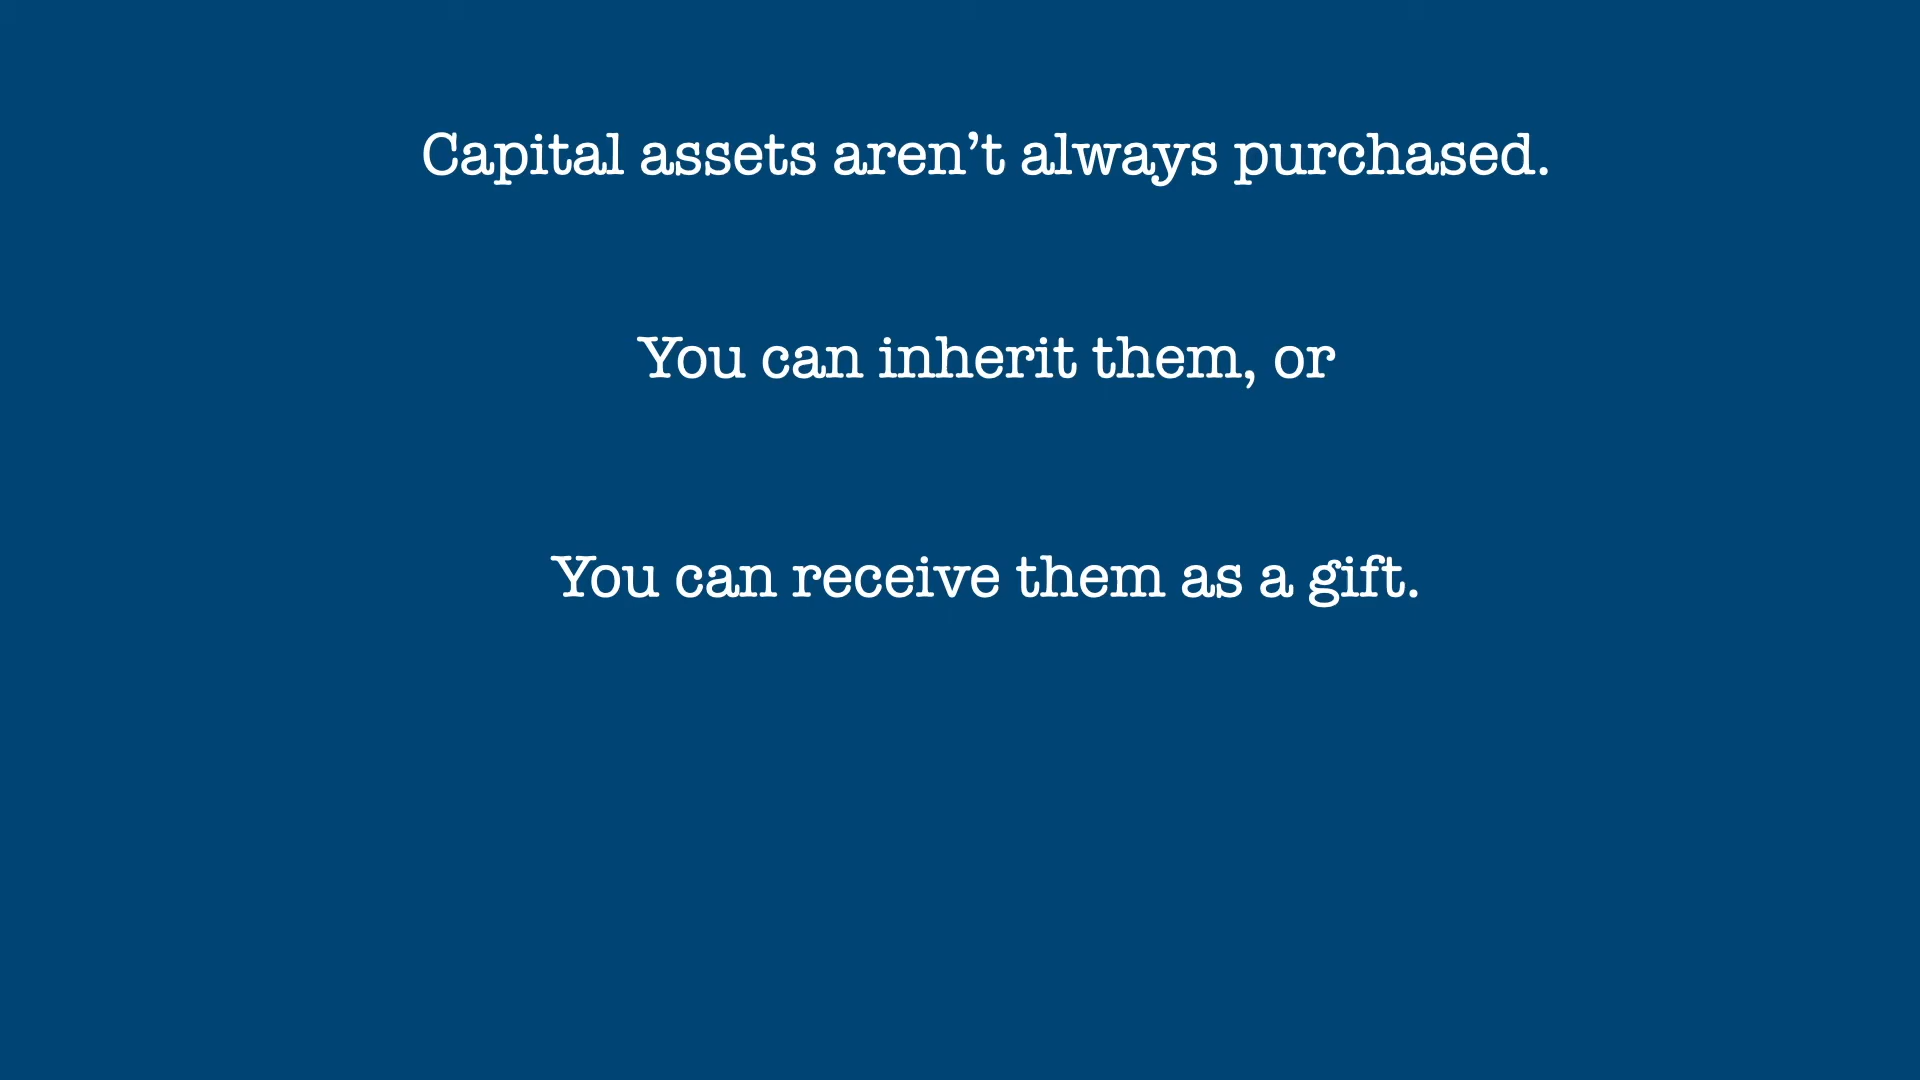 Capital assets aren’t always purchased.
You can inherit them, or
You can receive them as a gift.